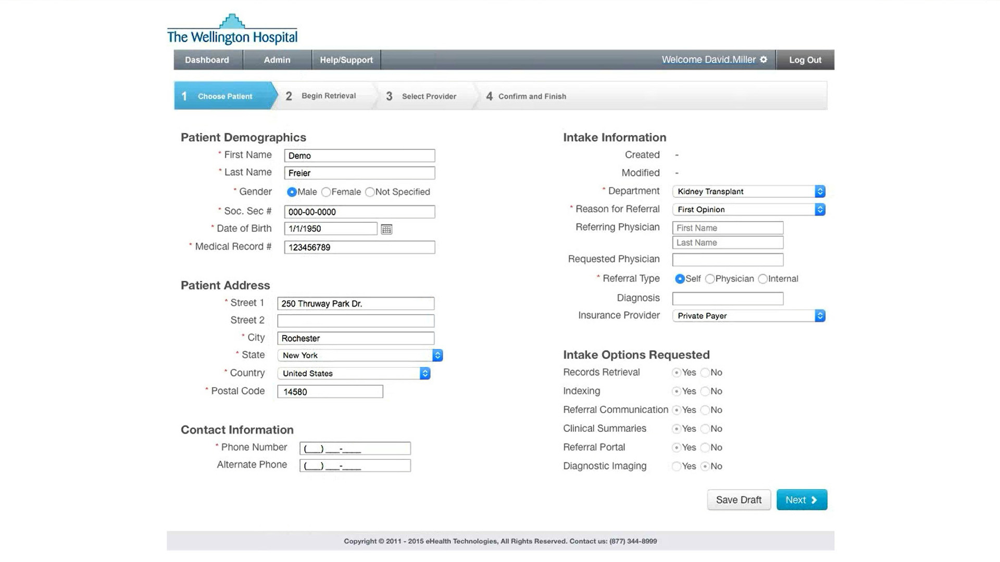 The Wellington Hospital
Dashboard Admin Help/Support Welcome David.Miller Log Out
1 Choose Patient 2 Begin Retrieval 3 Select Provider 4 Confirm and Finish
Patient Demographics
* First Name Demo
* Last Name Freier
* Gender Male Female Not Specified
* Soc. Sec # 000-00-0000
* Date of Birth 1/1/1950
* Medical Record # 123456789
Patient Address
* Street 1 250 Thruway Park Dr.
Street 2
* City Rochester
* State New York
* Country United States
* Postal Code 14580
Contact Information
* Phone Number (___) ___-____
Alternate Phone (___) ___-____
Intake Information
Created -
Modified -
* Department Kidney Transplant
* Reason for Referral First Opinion
Referring Physician First Name
Last Name
Requested Physician
* Referral Type Self Physician Internal
Diagnosis
Insurance Provider Private Payer
Intake Options Requested
Records Retrieval Yes No
Indexing Yes No
Referral Communication Yes No
Clinical Summaries Yes No
Referral Portal Yes No
Diagnostic Imaging Yes No
Save Draft Next
Copyright © 2011 - 2015 eHealth Technologies, All Rights Reserved. Contact us: (877) 344-8999